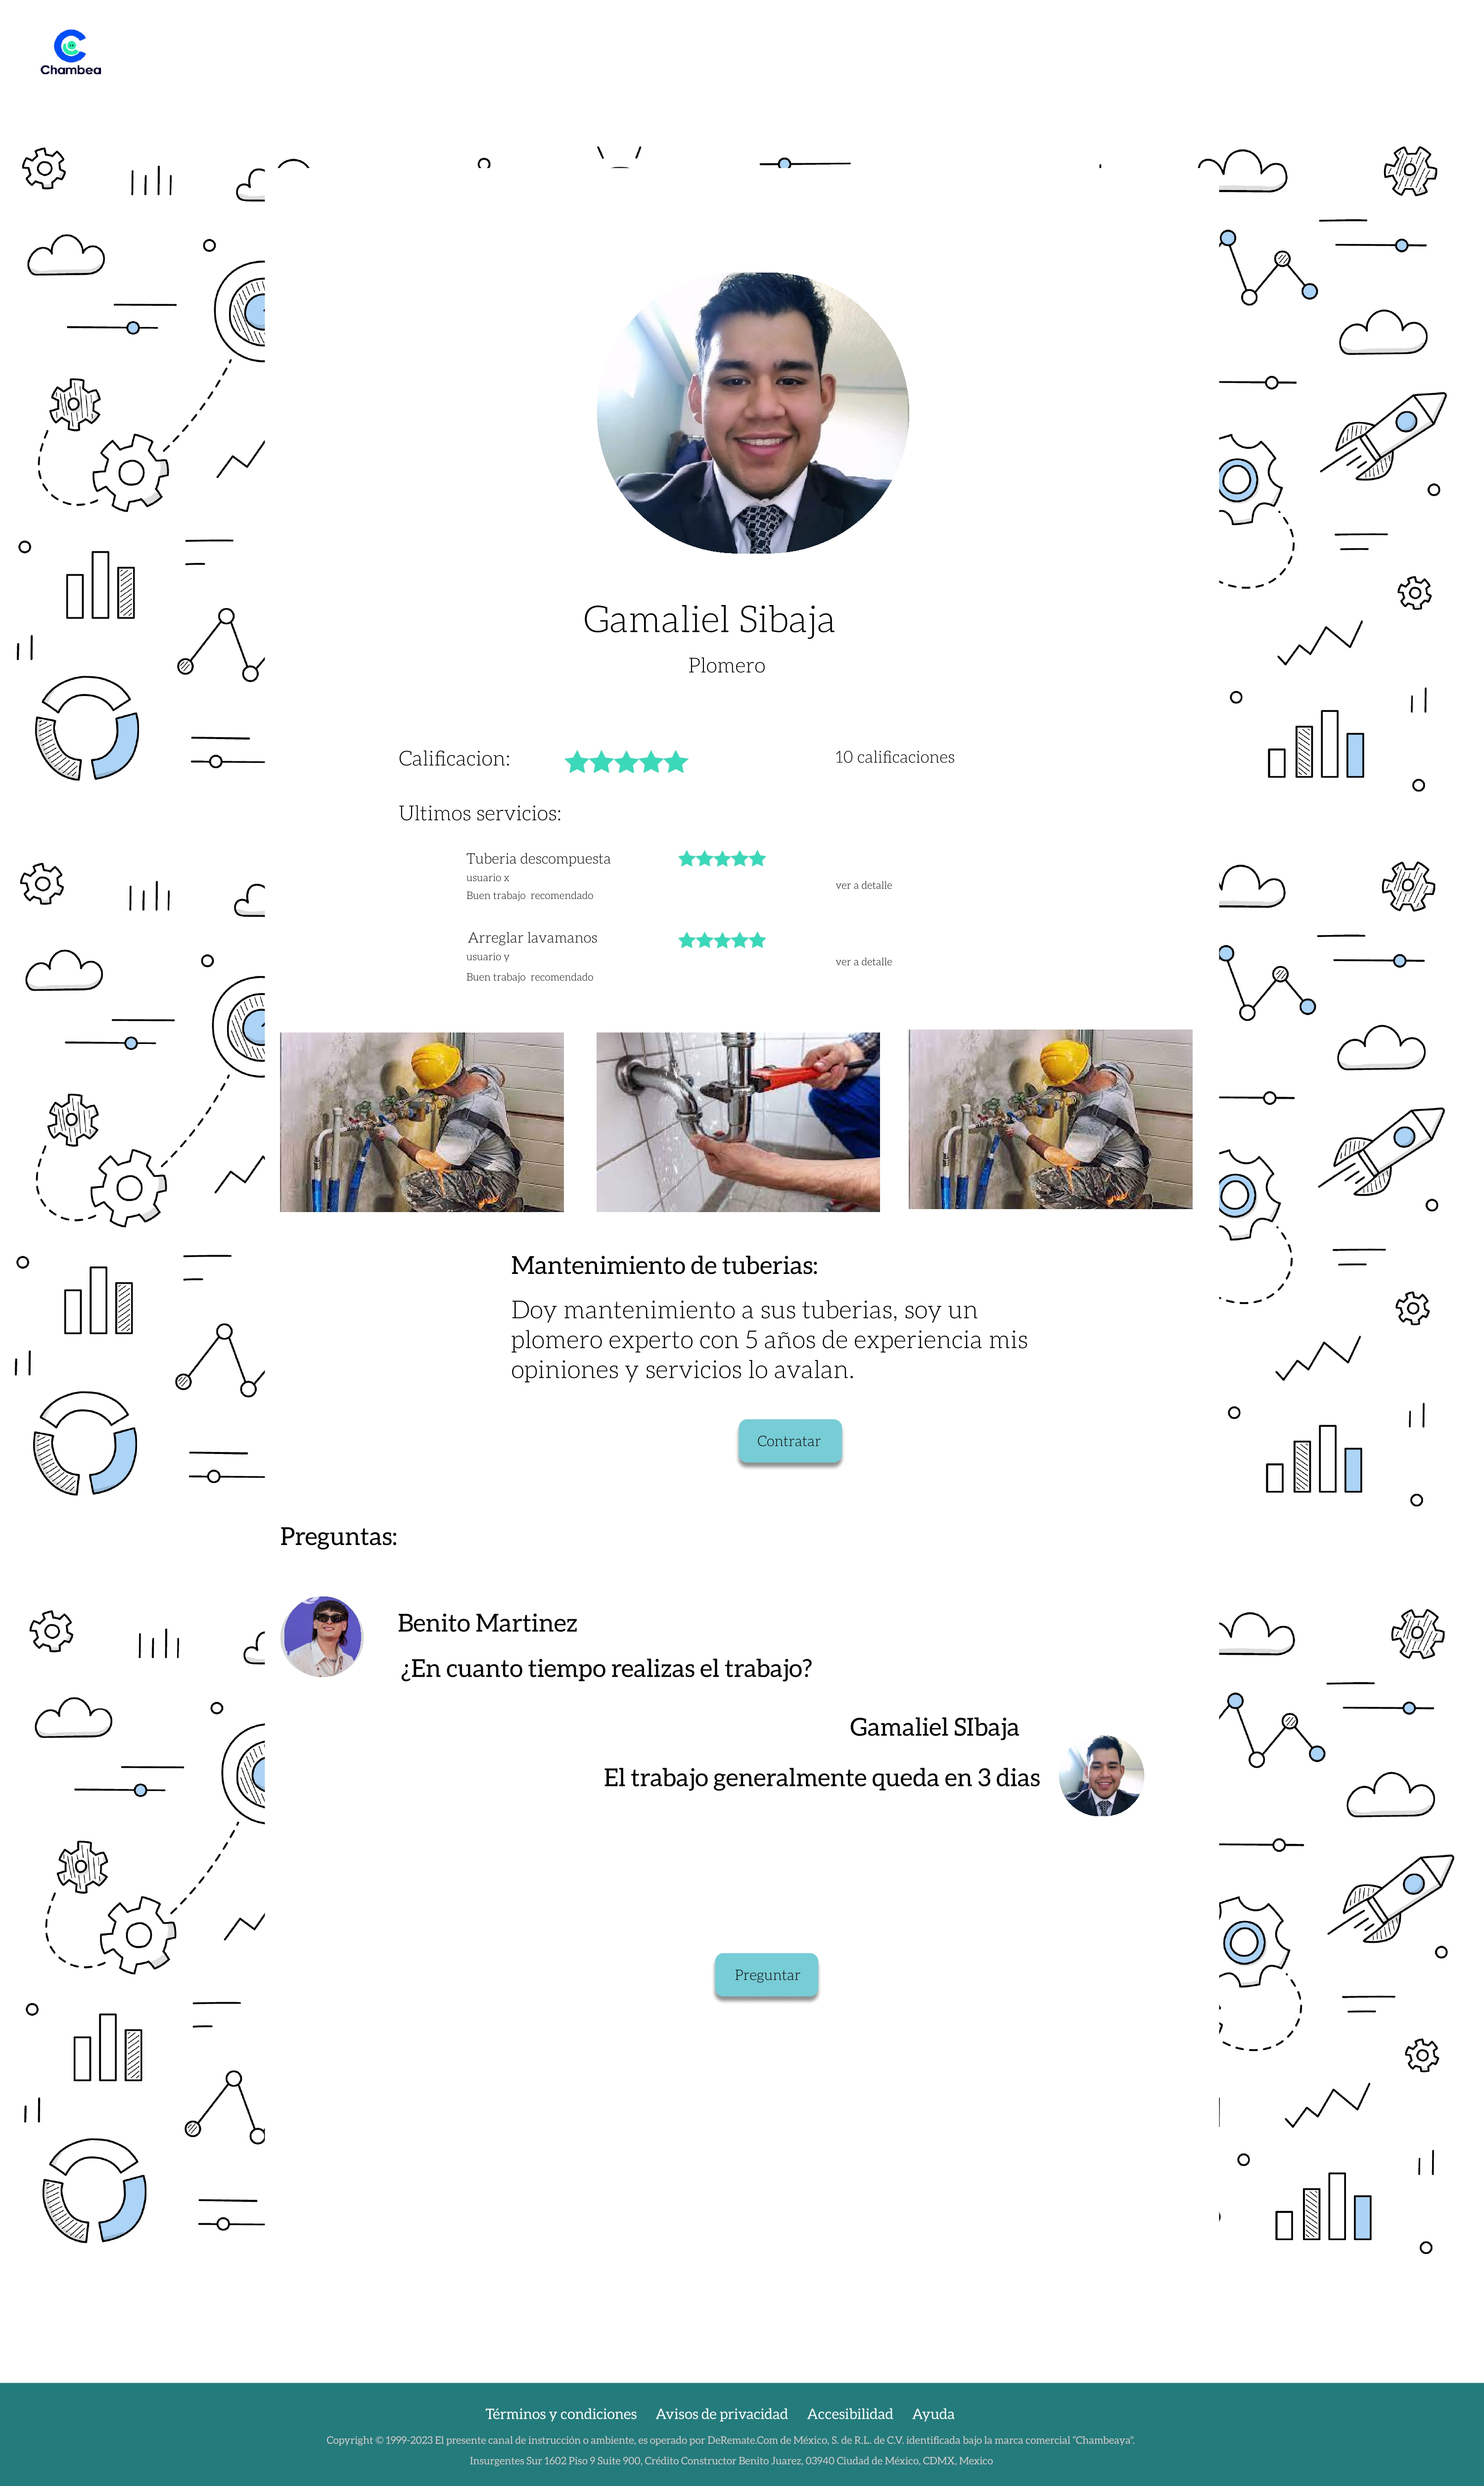 Chambea
Gamaliel Sibaja
Plomero
Calificacion:
10 calificaciones
Ultimos servicios:
Tuberia descompuesta
usuario x
Buen trabajo recomendado
ver a detalle
Arreglar lavamanos
usuario y
Buen trabajo recomendado
ver a detalle
Mantenimiento de tuberias:
Doy mantenimiento a sus tuberias, soy un
plomero experto con 5 años de experiencia mis
opiniones y servicios lo avalan.
Contratar
Preguntas:
Benito Martinez
¿En cuanto tiempo realizas el trabajo?
Gamaliel SIbaja
El trabajo generalmente queda en 3 dias
Preguntar
Términos y condiciones Avisos de privacidad Accesibilidad Ayuda
Copyright © 1999-2023 El presente canal de instrucción o ambiente, es operado por DeRemate.Com de México, S. de R.L. de C.V. identificada bajo la marca comercial "Chambeaya".
Insurgentes Sur 1602 Piso 9 Suite 900, Crédito Constructor Benito Juarez, 03940 Ciudad de México, CDMX, Mexico